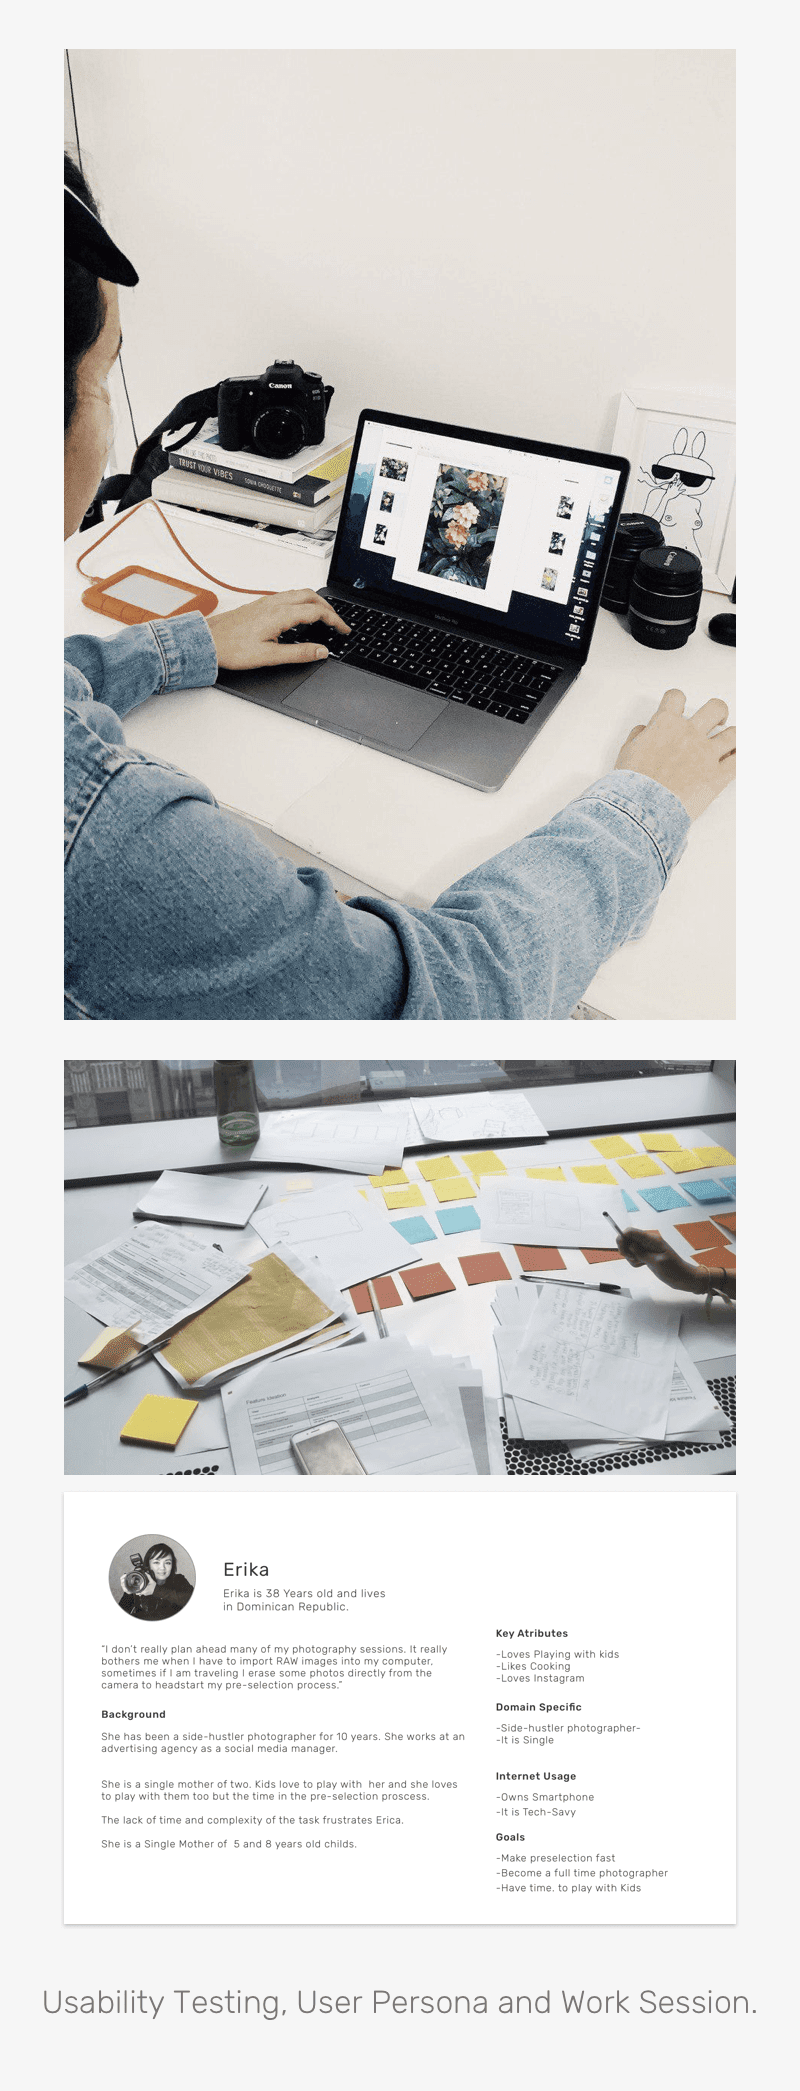 Canon
TRUST YOUR VIBES
SONIA CHOQUETTE
Canon
Feature Ideation
Erika
Erika is 38 Years old and lives
in Dominican Republic.
"I don't really plan ahead many of my photography sessions. It really
bothers me when I have to import RAW images into my computer,
sometimes if I am traveling I erase some photos directly from the
camera to headstart my pre-selection process."
Background
She has been a side-hustler photographer for 10 years. She works at an
advertising agency as a social media manager.
She is a single mother of two. Kids love to play with her and she loves
to play with them too but the time in the pre-selection proscess.
The lack of time and complexity of the task frustrates Erica.
She is a Single Mother of 5 and 8 years old childs.
Key Atributes
-Loves Playing with kids
-Likes Cooking
-Loves Instagram
Domain Specific
-Side-hustler photographer-
-It is Single
Internet Usage
-Owns Smartphone
-It is Tech-Savy
Goals
-Make preselection fast
-Become a full time photographer
-Have time. to play with Kids
Usability Testing, User Persona and Work Session.